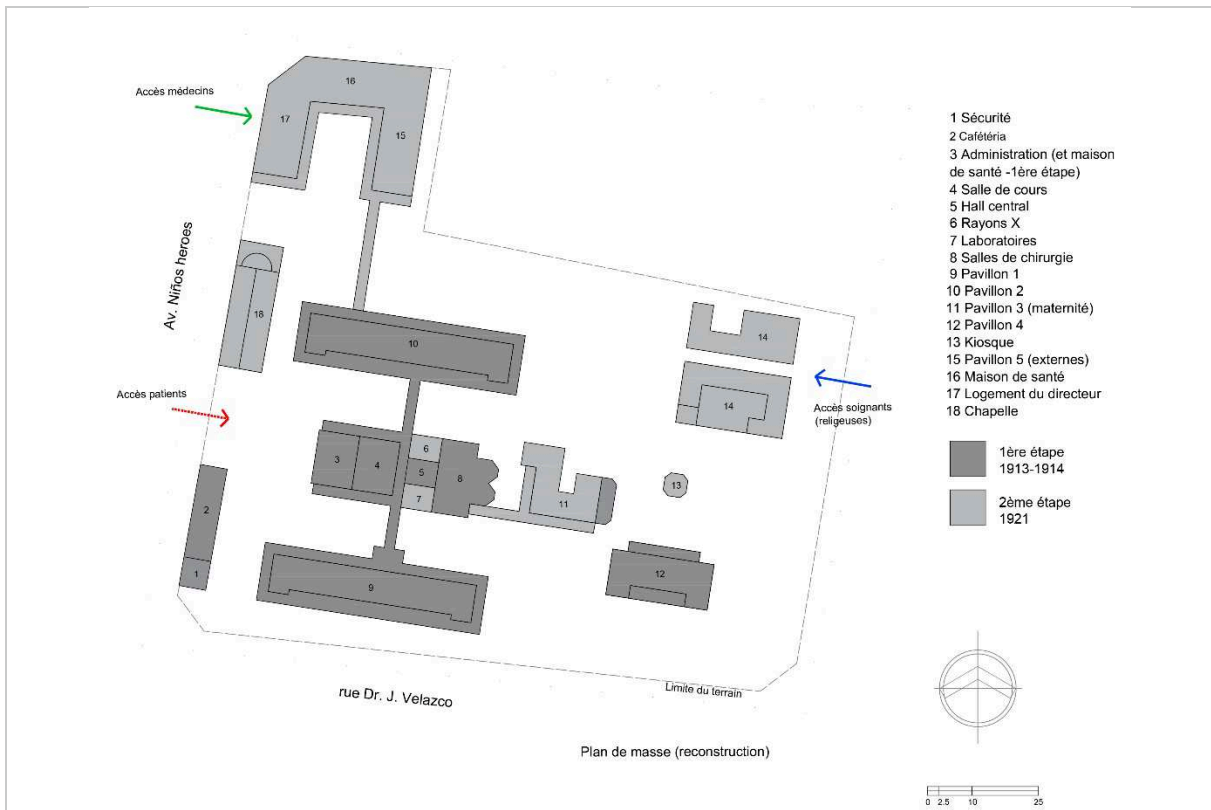 16
Accès médecins
17
15
Av. Niños heroes
18
10
14
14
Accès patients
Accès soignants
(religieuses)
3
4
6
5
7
8
11
13
2
1
9
12
rue Dr. J. Velazco
Limite du terrain
Plan de masse (reconstruction)
1 Sécurité
2 Cafétéria
3 Administration (et maison
de santé -1ère étape)
4 Salle de cours
5 Hall central
6 Rayons X
7 Laboratoires
8 Salles de chirurgie
9 Pavillon 1
10 Pavillon 2
11 Pavillon 3 (maternité)
12 Pavillon 4
13 Kiosque
15 Pavillon 5 (externes)
16 Maison de santé
17 Logement du directeur
18 Chapelle
1ère étape
1913-1914
2ème étape
1921
0 2.5 10 25